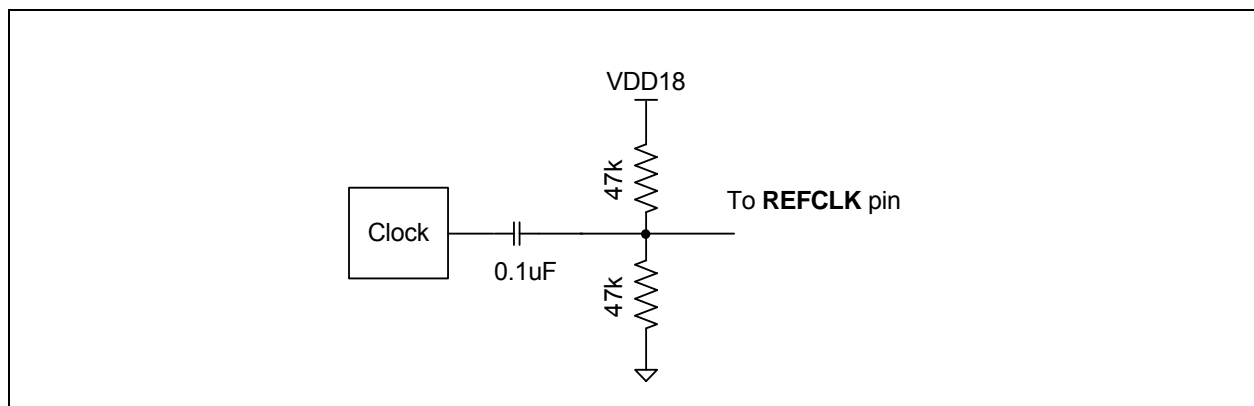 VDD18
47k
To REFCLK pin
Clock
0.1uF
47k